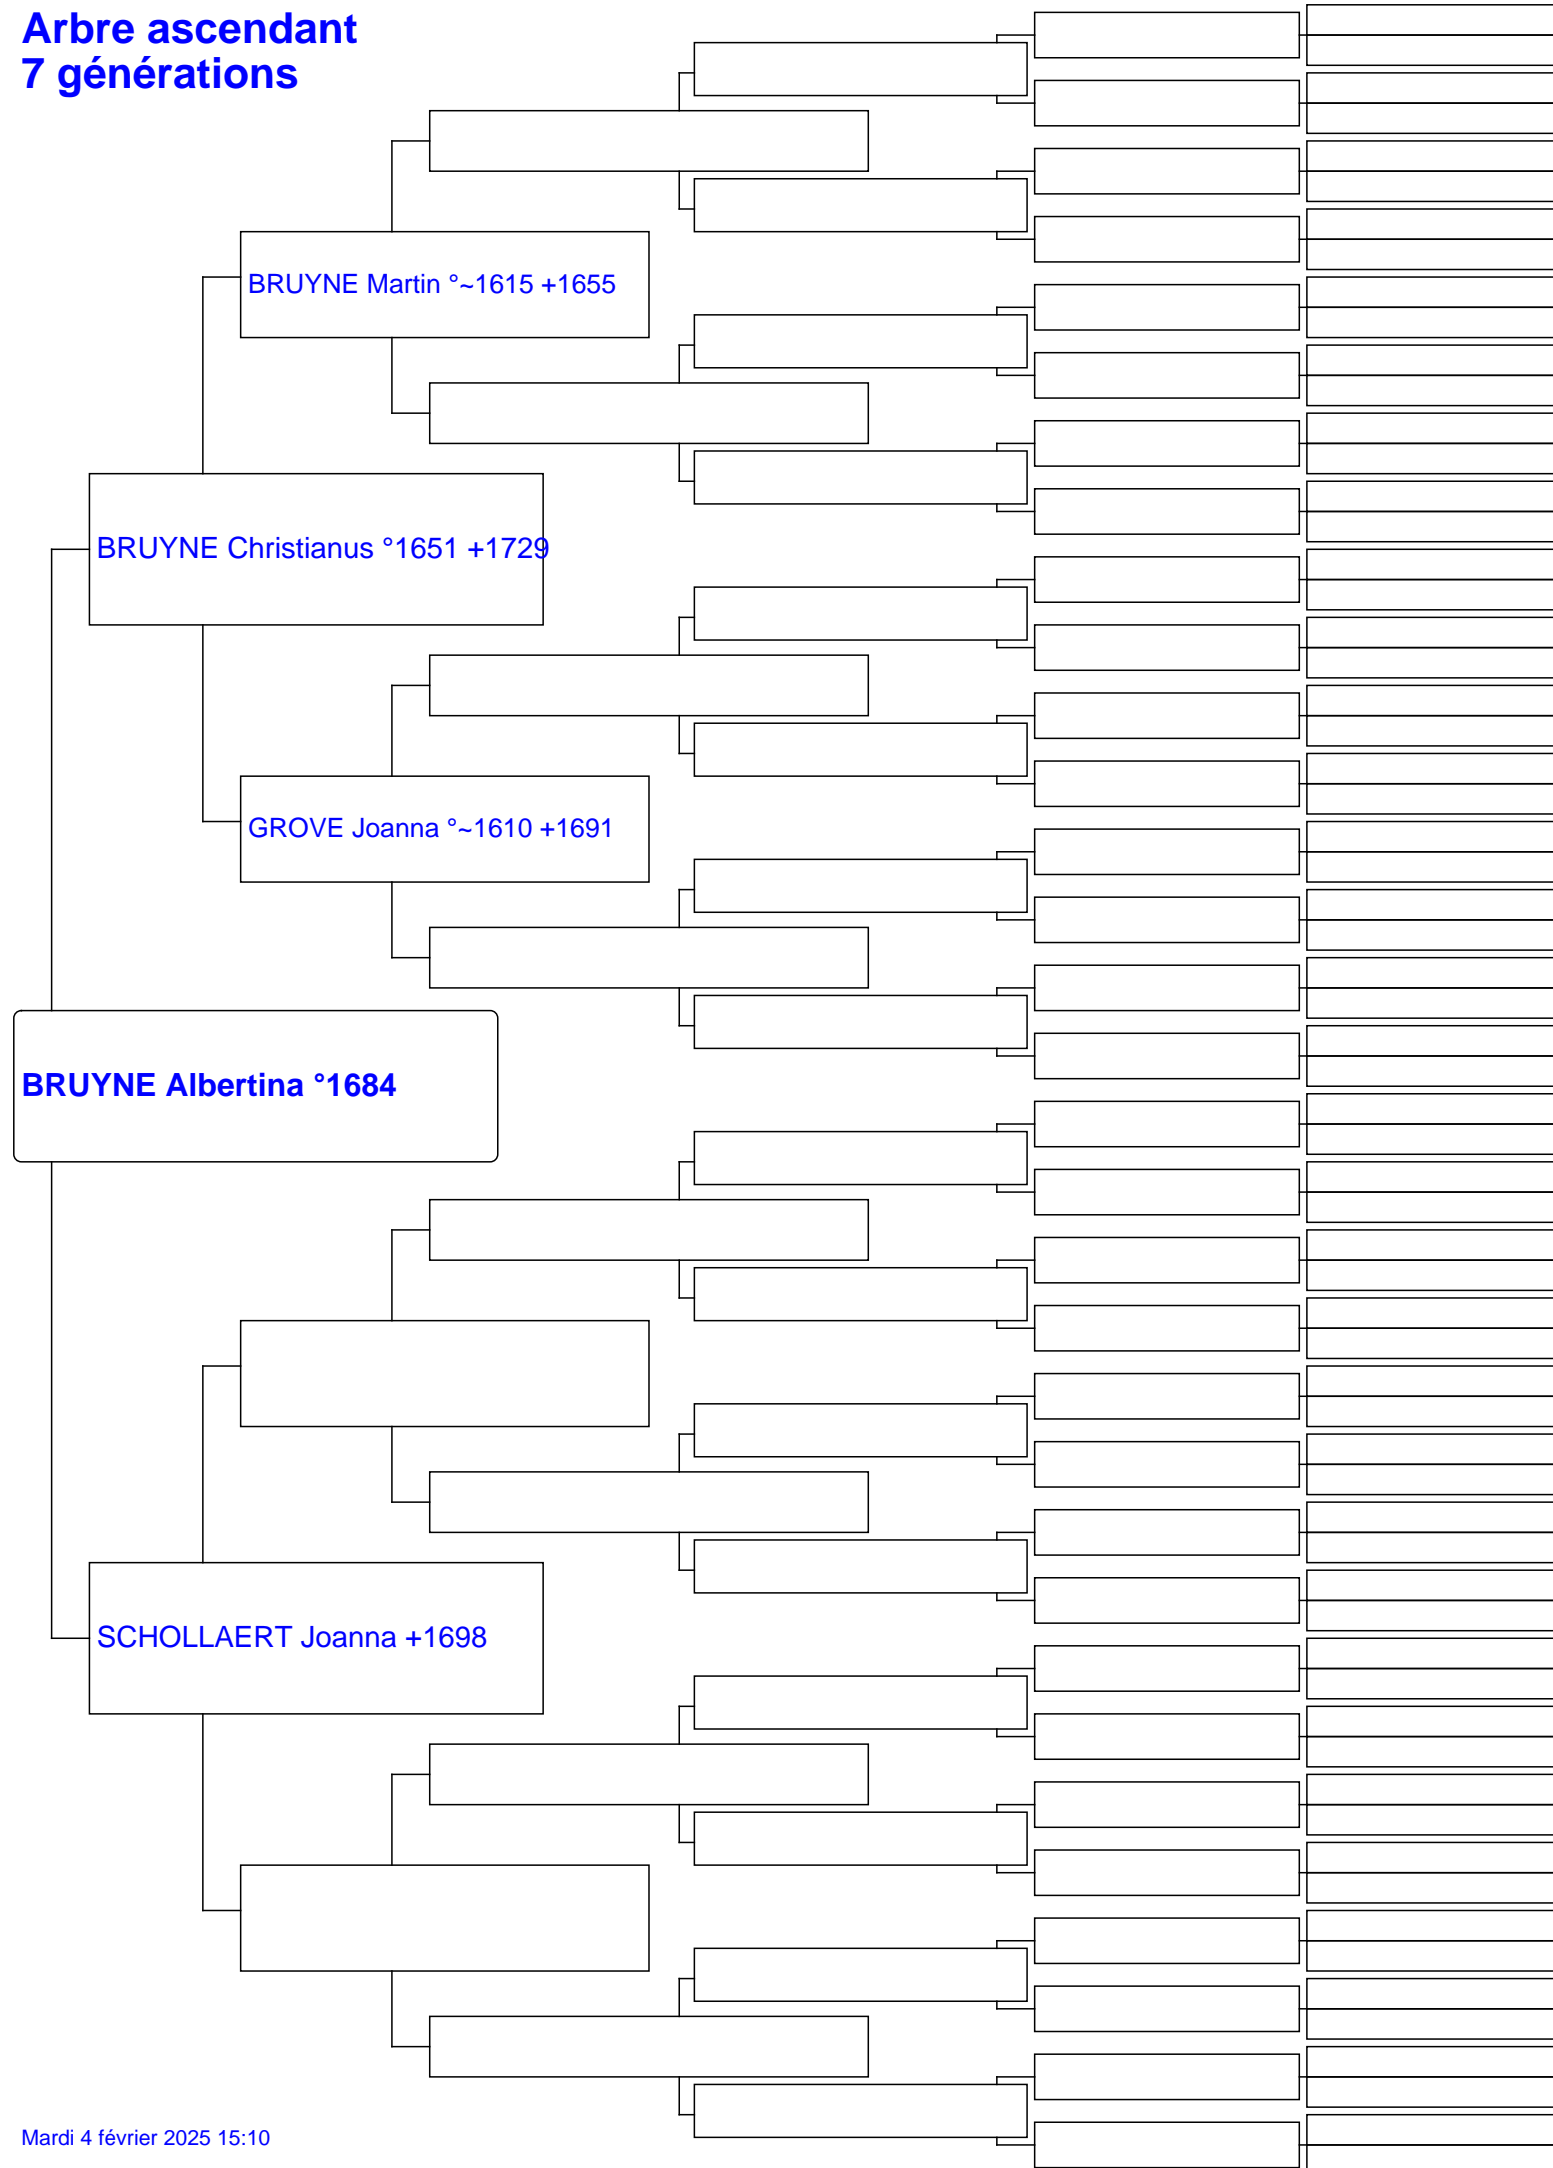 Arbre ascendant
7 générations
BRUYNE Martin °~1615 +1655
BRUYNE Christianus °1651 +1729
GROVE Joanna °~1610 +1691
BRUYNE Albertina °1684
SCHOLLAERT Joanna +1698
Mardi 4 février 2025 15:10